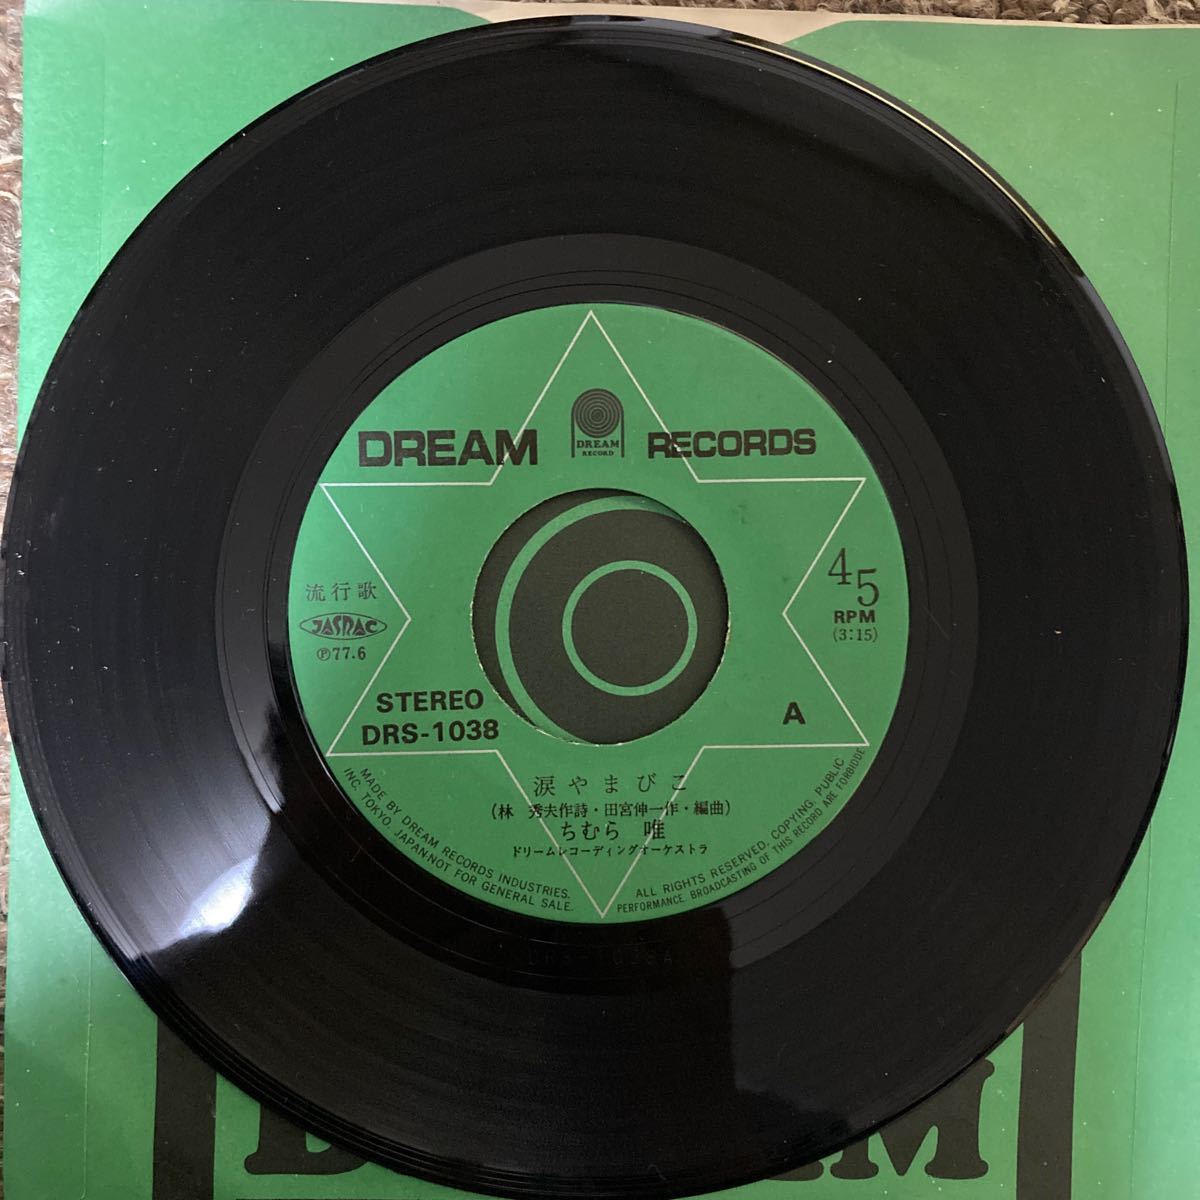 DREAM
RECORD
DREAM RECORDS
流行歌
JASRAC
Ⓟ77.6
45
RPM
(3:15)
STEREO
DRS-1038
A
涙やまびこ
(林 秀夫作詩・田宮伸一作・編曲)
ちむら 唯
ドリームレコーディングオーケストラ
MADE BY DREAM RECORDS INDUSTRIES.
INC. TOKYO. JAPAN·NOT FOR GENERAL SALE.
ALL RIGHTS RESERVED. COPYING. PUBLIC
PERFORMANCE. BROADCASTING OF THIS RECORD ARE FORBIDDE
DRS-1038A